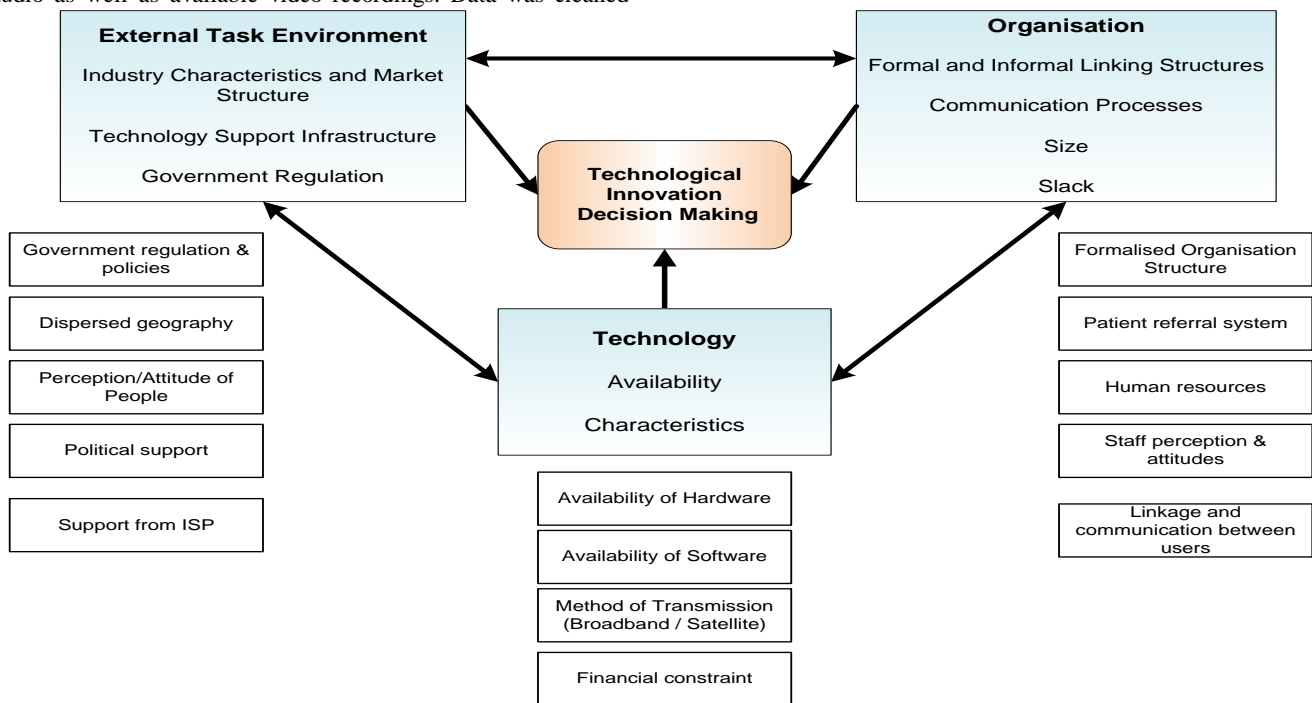 audio as well as available video recordings. Data was cleaned
External Task Environment
Industry Characteristics and Market
Structure
Technology Support Infrastructure
Government Regulation
Organisation
Formal and Informal Linking Structures
Communication Processes
Size
Slack
Technological
Innovation
Decision Making
Technology
Availability
Characteristics
Government regulation &
policies
Dispersed geography
Perception/Attitude of
People
Political support
Support from ISP
Availability of Hardware
Availability of Software
Method of Transmission
(Broadband / Satellite)
Financial constraint
Formalised Organisation
Structure
Patient referral system
Human resources
Staff perception &
attitudes
Linkage and
communication between
users